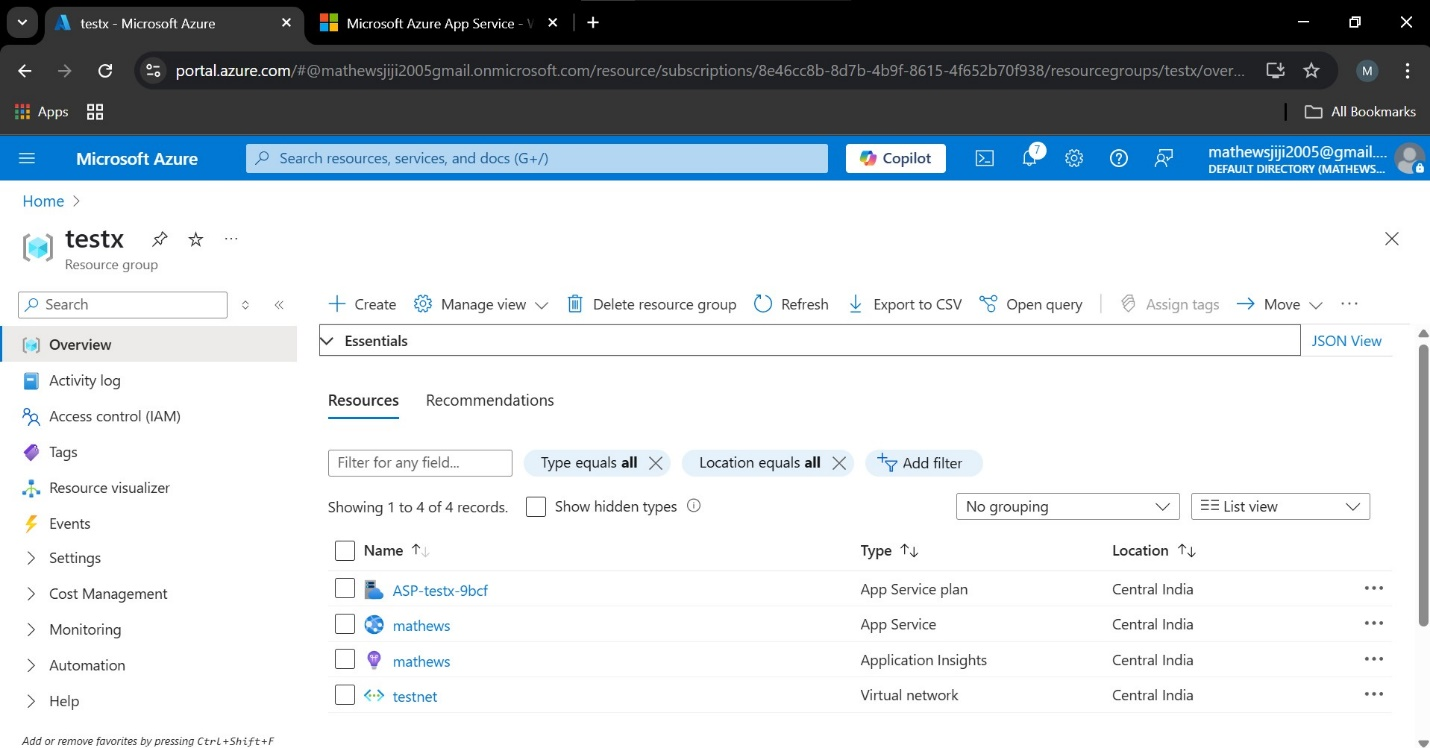 testx - Microsoft Azure
Microsoft Azure App Service -
portal.azure.com/#@mathewsjiji2005gmail.onmicrosoft.com/resource/subscriptions/8e46cc8b-8d7b-4b9f-8615-4f652b70f938/resourcegroups/testx/over...
M
Apps
All Bookmarks
Microsoft Azure
Search resources, services, and docs (G+/)
Copilot
7
mathewsjiji2005@gmail....
DEFAULT DIRECTORY (MATHEWS...
Home
testx
Resource group
Search
Create
Manage view
Delete resource group
Refresh
Export to CSV
Open query
Assign tags
Move
Overview
Activity log
Access control (IAM)
Tags
Resource visualizer
Events
Settings
Cost Management
Monitoring
Automation
Help
Add or remove favorites by pressing Ctrl+Shift+F
Essentials
JSON View
Resources
Recommendations
Filter for any field...
Type equals all
Location equals all
Add filter
Showing 1 to 4 of 4 records.
Show hidden types
No grouping
List view
Name Type Location
ASP-testx-9bcf App Service plan Central India
mathews App Service Central India
mathews Application Insights Central India
testnet Virtual network Central India